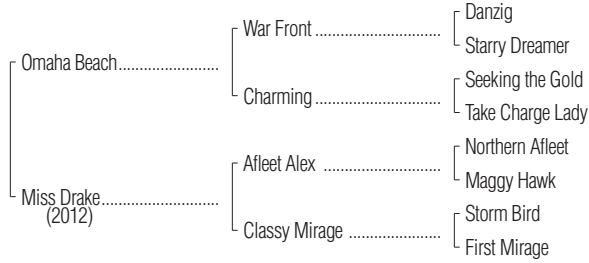 Danzig
War Front
Starry Dreamer
Omaha Beach
Seeking the Gold
Charming
Take Charge Lady
Northern Afleet
Afleet Alex
Maggy Hawk
Miss Drake
(2012)
Storm Bird
Classy Mirage
First Mirage